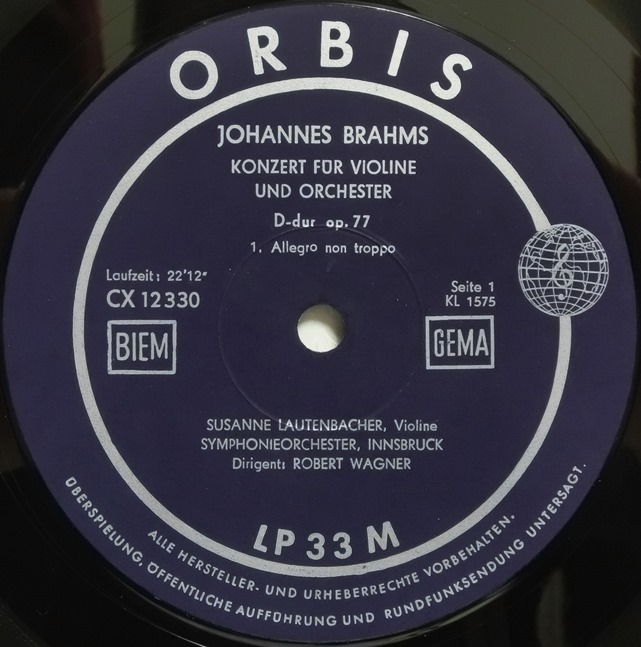 ORBIS
JOHANNES BRAHMS
KONZERT FÜR VIOLINE
UND ORCHESTER
D-dur op. 77
1. Allegro non troppo
Laufzeit: 22'12"
CX 12 330
BIEM
Seite 1
KL 1575
GEMA
SUSANNE LAUTENBACHER, Violine
SYMPHONIEORCHESTER, INNSBRUCK
Dirigent: ROBERT WAGNER
LP 33 M
ALLE HERSTELLER- UND URHEBERRECHTE VORBEHALTEN.
ÜBERSPIELUNG, ÖFFENTLICHE AUFFÜHRUNG UND RUNDFUNKSENDUNG UNTERSAGT.